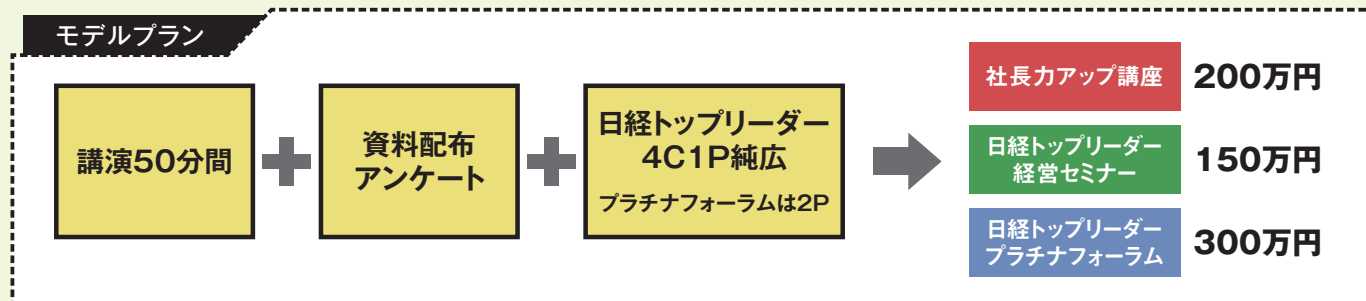 モデルプラン
講演50分間
資料配布
アンケート
日経トップリーダー
4C1P純広
プラチナフォーラムは2P
社長力アップ講座
200万円
日経トップリーダー
経営セミナー
150万円
日経トップリーダー
プラチナフォーラム
300万円